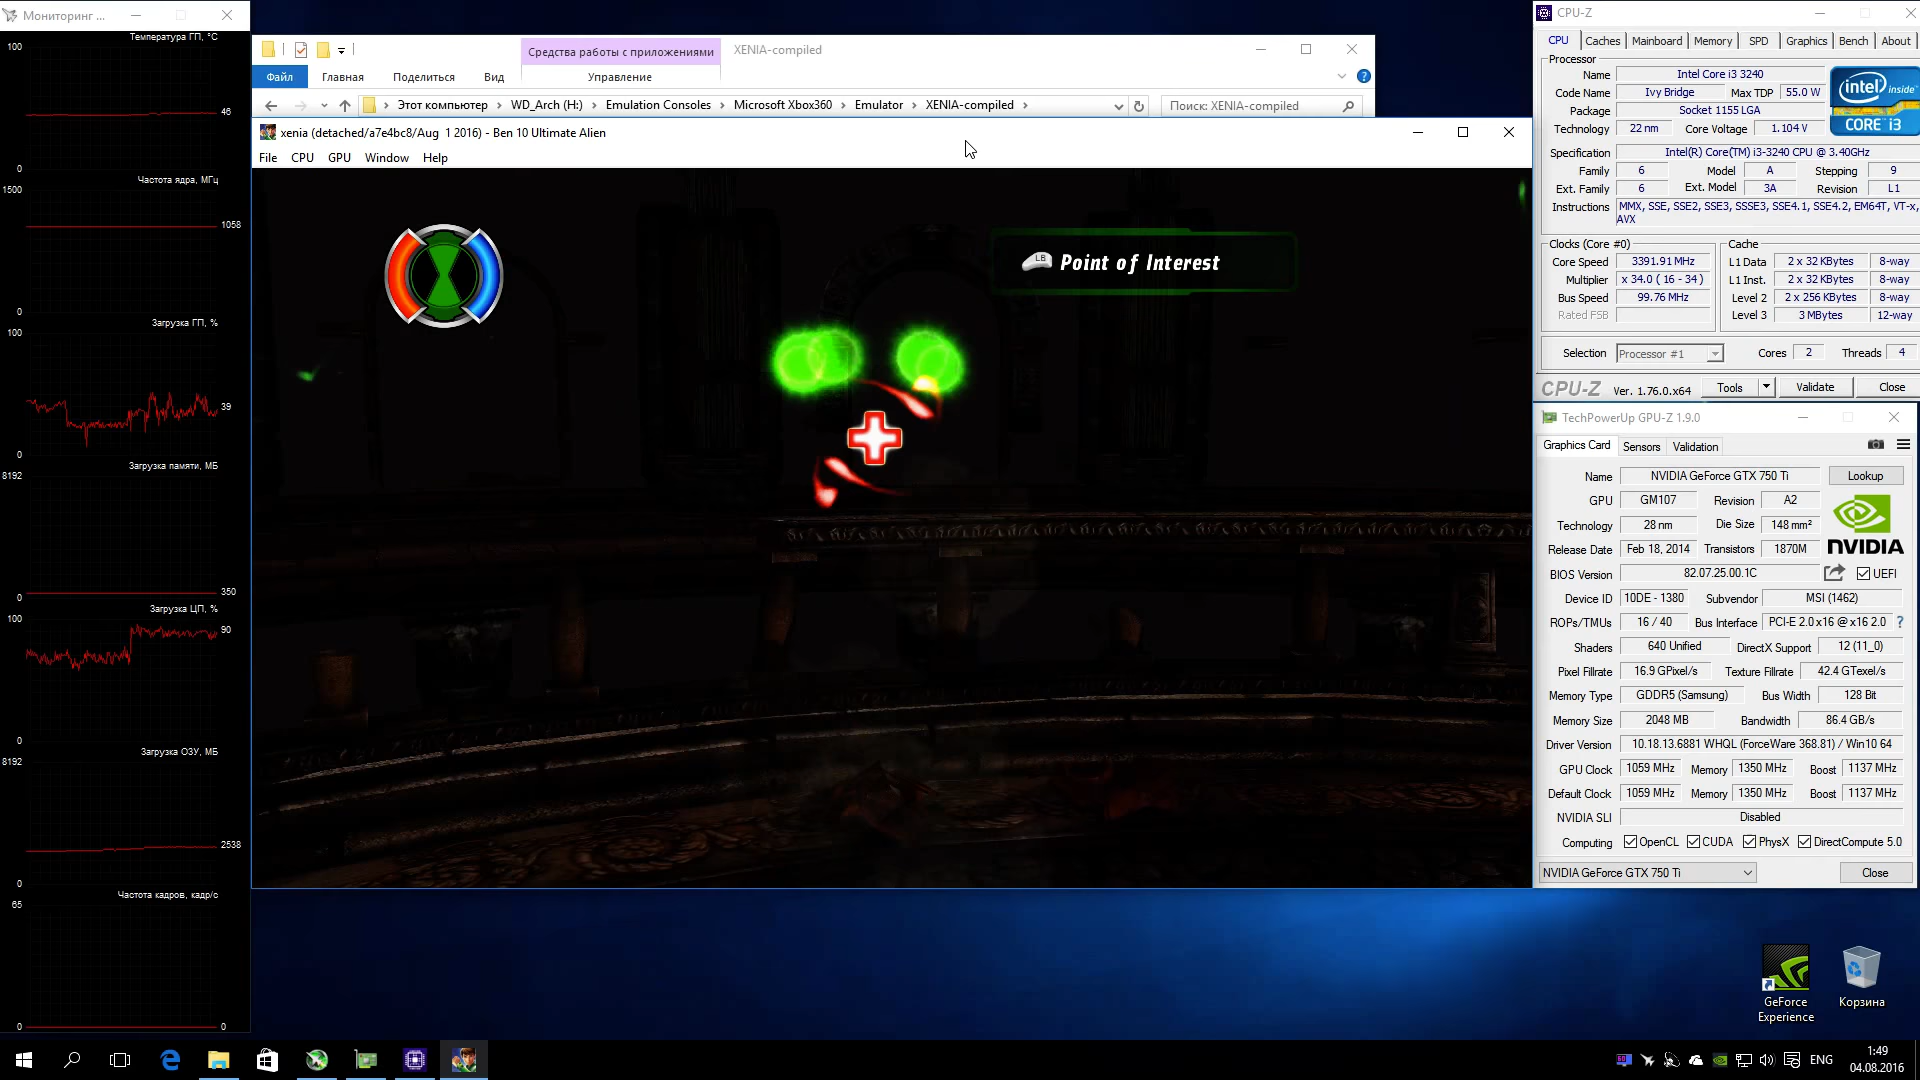 Мониторинг ...
Температура ГП, °C
100
46
0
Частота ядра, МГц
1500
1058
0
Загрузка ГП, %
100
39
0
Загрузка памяти, МБ
8192
350
0
Загрузка ЦП, %
100
90
0
Загрузка ОЗУ, МБ
8192
2538
0
Частота кадров, кадр/с
65
0
0
Средства работы с приложениями
XENIA-compiled
Файл
Главная
Поделиться
Вид
Управление
Этот компьютер
WD_Arch (H:)
Emulation Consoles
Microsoft Xbox360
Emulator
XENIA-compiled
Поиск: XENIA-compiled
xenia (detached/a7e4bc8/Aug 1 2016) - Ben 10 Ultimate Alien
File CPU GPU Window Help
LB Point of Interest
CPU-Z
CPU Caches Mainboard Memory SPD Graphics Bench About
Processor
Name Intel Core i3 3240
Code Name Ivy Bridge Max TDP 55.0 W
Package Socket 1155 LGA
Technology 22 nm Core Voltage 1.104 V
intel inside™
CORE i3
Specification Intel(R) Core(TM) i3-3240 CPU @ 3.40GHz
Family 6 Model A Stepping 9
Ext. Family 6 Ext. Model 3A Revision L1
Instructions MMX, SSE, SSE2, SSE3, SSSE3, SSE4.1, SSE4.2, EM64T, VT-x,
AVX
Clocks (Core #0)
Core Speed 3391.91 MHz
Multiplier x 34.0 ( 16 - 34 )
Bus Speed 99.76 MHz
Rated FSB
Cache
L1 Data 2 x 32 KBytes 8-way
L1 Inst. 2 x 32 KBytes 8-way
Level 2 2 x 256 KBytes 8-way
Level 3 3 MBytes 12-way
Selection Processor #1 Cores 2 Threads 4
CPU-Z Ver. 1.76.0.x64 Tools Validate Close
TechPowerUp GPU-Z 1.9.0
Graphics Card Sensors Validation
Name NVIDIA GeForce GTX 750 Ti Lookup
GPU GM107 Revision A2
Technology 28 nm Die Size 148 mm²
Release Date Feb 18, 2014 Transistors 1870M
NVIDIA
BIOS Version 82.07.25.00.1C UEFI
Device ID 10DE - 1380 Subvendor MSI (1462)
ROPs/TMUs 16 / 40 Bus Interface PCI-E 2.0 x16 @ x16 2.0 ?
Shaders 640 Unified DirectX Support 12 (11_0)
Pixel Fillrate 16.9 GPixel/s Texture Fillrate 42.4 GTexel/s
Memory Type GDDR5 (Samsung) Bus Width 128 Bit
Memory Size 2048 MB Bandwidth 86.4 GB/s
Driver Version 10.18.13.6881 WHQL (ForceWare 368.81) / Win10 64
GPU Clock 1059 MHz Memory 1350 MHz Boost 1137 MHz
Default Clock 1059 MHz Memory 1350 MHz Boost 1137 MHz
NVIDIA SLI Disabled
Computing OpenCL CUDA PhysX DirectCompute 5.0
NVIDIA GeForce GTX 750 Ti Close
GeForce
Experience
Корзина
ENG
1:49
04.08.2016